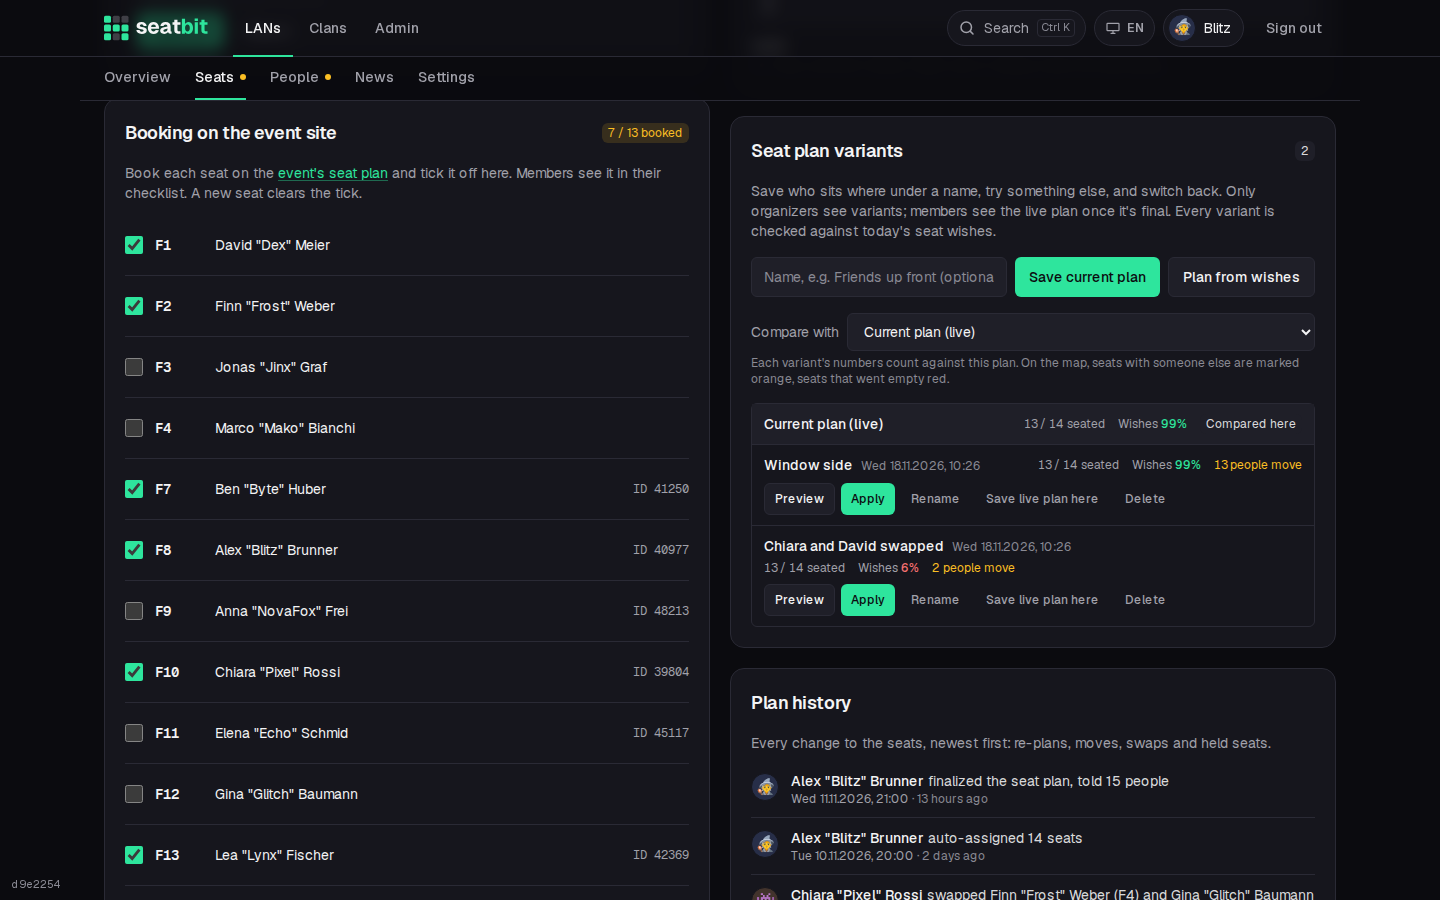 seatbit
LANs
Clans
Admin
Search
Ctrl K
EN
Blitz
Sign out
Overview
Seats
People
News
Settings
Booking on the event site
7 / 13 booked
Book each seat on the event's seat plan and tick it off here. Members see it in their
checklist. A new seat clears the tick.
F1 David "Dex" Meier
F2 Finn "Frost" Weber
F3 Jonas "Jinx" Graf
F4 Marco "Mako" Bianchi
F7 Ben "Byte" Huber ID 41250
F8 Alex "Blitz" Brunner ID 40977
F9 Anna "NovaFox" Frei ID 48213
F10 Chiara "Pixel" Rossi ID 39804
F11 Elena "Echo" Schmid ID 45117
F12 Gina "Glitch" Baumann
F13 Lea "Lynx" Fischer ID 42369
Seat plan variants
2
Save who sits where under a name, try something else, and switch back. Only
organizers see variants; members see the live plan once it's final. Every variant is
checked against today's seat wishes.
Name, e.g. Friends up front (optiona
Save current plan
Plan from wishes
Compare with
Current plan (live)
Each variant's numbers count against this plan. On the map, seats with someone else are marked
orange, seats that went empty red.
Current plan (live) 13 / 14 seated Wishes 99% Compared here
Window side Wed 18.11.2026, 10:26 13 / 14 seated Wishes 99% 13 people move
Preview Apply Rename Save live plan here Delete
Chiara and David swapped Wed 18.11.2026, 10:26
13 / 14 seated Wishes 6% 2 people move
Preview Apply Rename Save live plan here Delete
Plan history
Every change to the seats, newest first: re-plans, moves, swaps and held seats.
Alex "Blitz" Brunner finalized the seat plan, told 15 people
Wed 11.11.2026, 21:00 · 13 hours ago
Alex "Blitz" Brunner auto-assigned 14 seats
Tue 10.11.2026, 20:00 · 2 days ago
Chiara "Pixel" Rossi swapped Finn "Frost" Weber (F4) and Gina "Glitch" Baumann
d9e2254